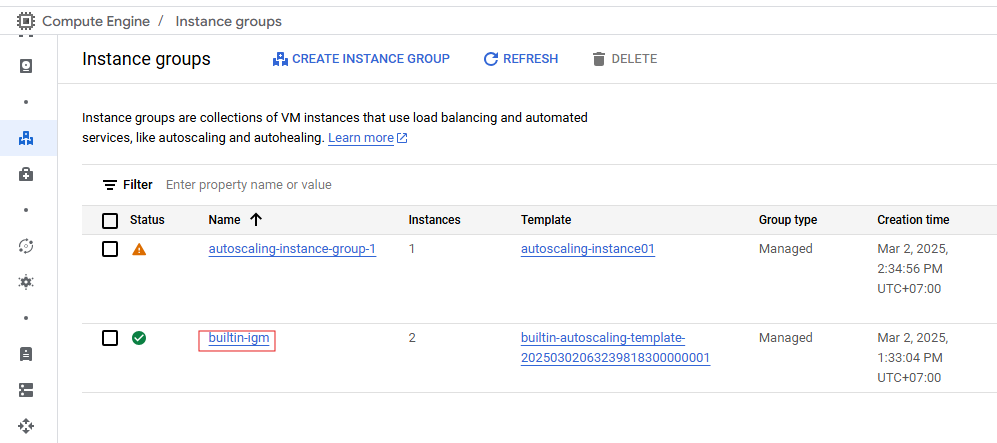 Compute Engine / Instance groups
Instance groups CREATE INSTANCE GROUP REFRESH DELETE
Instance groups are collections of VM instances that use load balancing and automated
services, like autoscaling and autohealing. Learn more
Filter Enter property name or value
Status Name Instances Template Group type Creation time
autoscaling-instance-group-1 1 autoscaling-instance01 Managed Mar 2, 2025,
2:34:56 PM
UTC+07:00
builtin-igm 2 builtin-autoscaling-template- Managed Mar 2, 2025,
20250302063239818300000001 1:33:04 PM
UTC+07:00